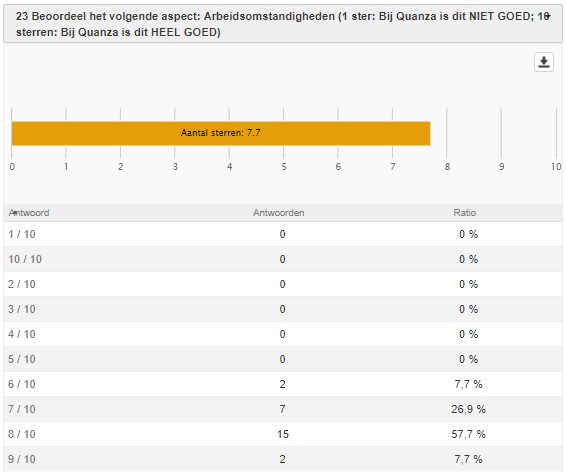 23 Beoordeel het volgende aspect: Arbeidsomstandigheden (1 ster: Bij Quanza is dit NIET GOED; 10
sterren: Bij Quanza is dit HEEL GOED)
Aantal sterren: 7.7
0 1 2 3 4 5 6 7 8 9 10
Antwoord Antwoorden Ratio
1 / 10 0 0 %
10 / 10 0 0 %
2 / 10 0 0 %
3 / 10 0 0 %
4 / 10 0 0 %
5 / 10 0 0 %
6 / 10 2 7,7 %
7 / 10 7 26,9 %
8 / 10 15 57,7 %
9 / 10 2 7,7 %